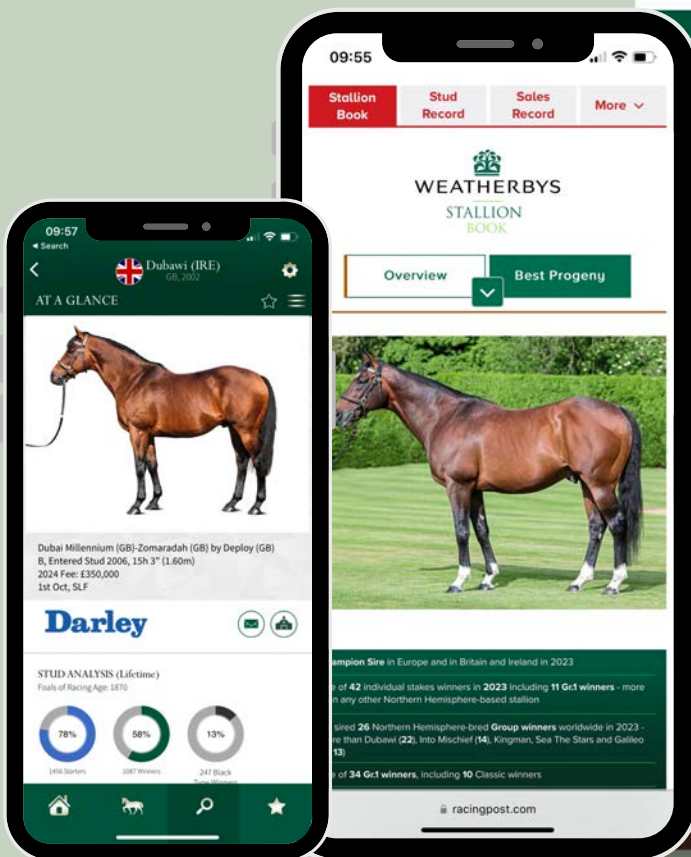 09:55
Stallion Book
Stud Record
Sales Record
More
WEATHERBYS
STALLION
BOOK
Overview
Best Progeny
ampion Sire in Europe and in Britain and Ireland in 2023
e of 42 individual stakes winners in 2023 including 11 Gr.1 winners - more
n any other Northern Hemisphere-based stallion
sired 26 Northern Hemisphere-bred Group winners worldwide in 2023 -
re than Dubawi (22), Into Mischief (14), Kingman, Sea The Stars and Galileo
13)
e of 34 Gr.1 winners, including 10 Classic winners
racingpost.com
09:57
Search
Dubawi (IRE)
GB, 2002
AT A GLANCE
Dubai Millennium (GB)-Zomaradah (GB) by Deploy (GB)
B, Entered Stud 2006, 15h 3" (1.60m)
2024 Fee: £350,000
1st Oct, SLF
Darley
STUD ANALYSIS (Lifetime)
Foals of Racing Age: 1870
78%
58%
13%
1456 Starters
1087 Winners
247 Black
Type Winners